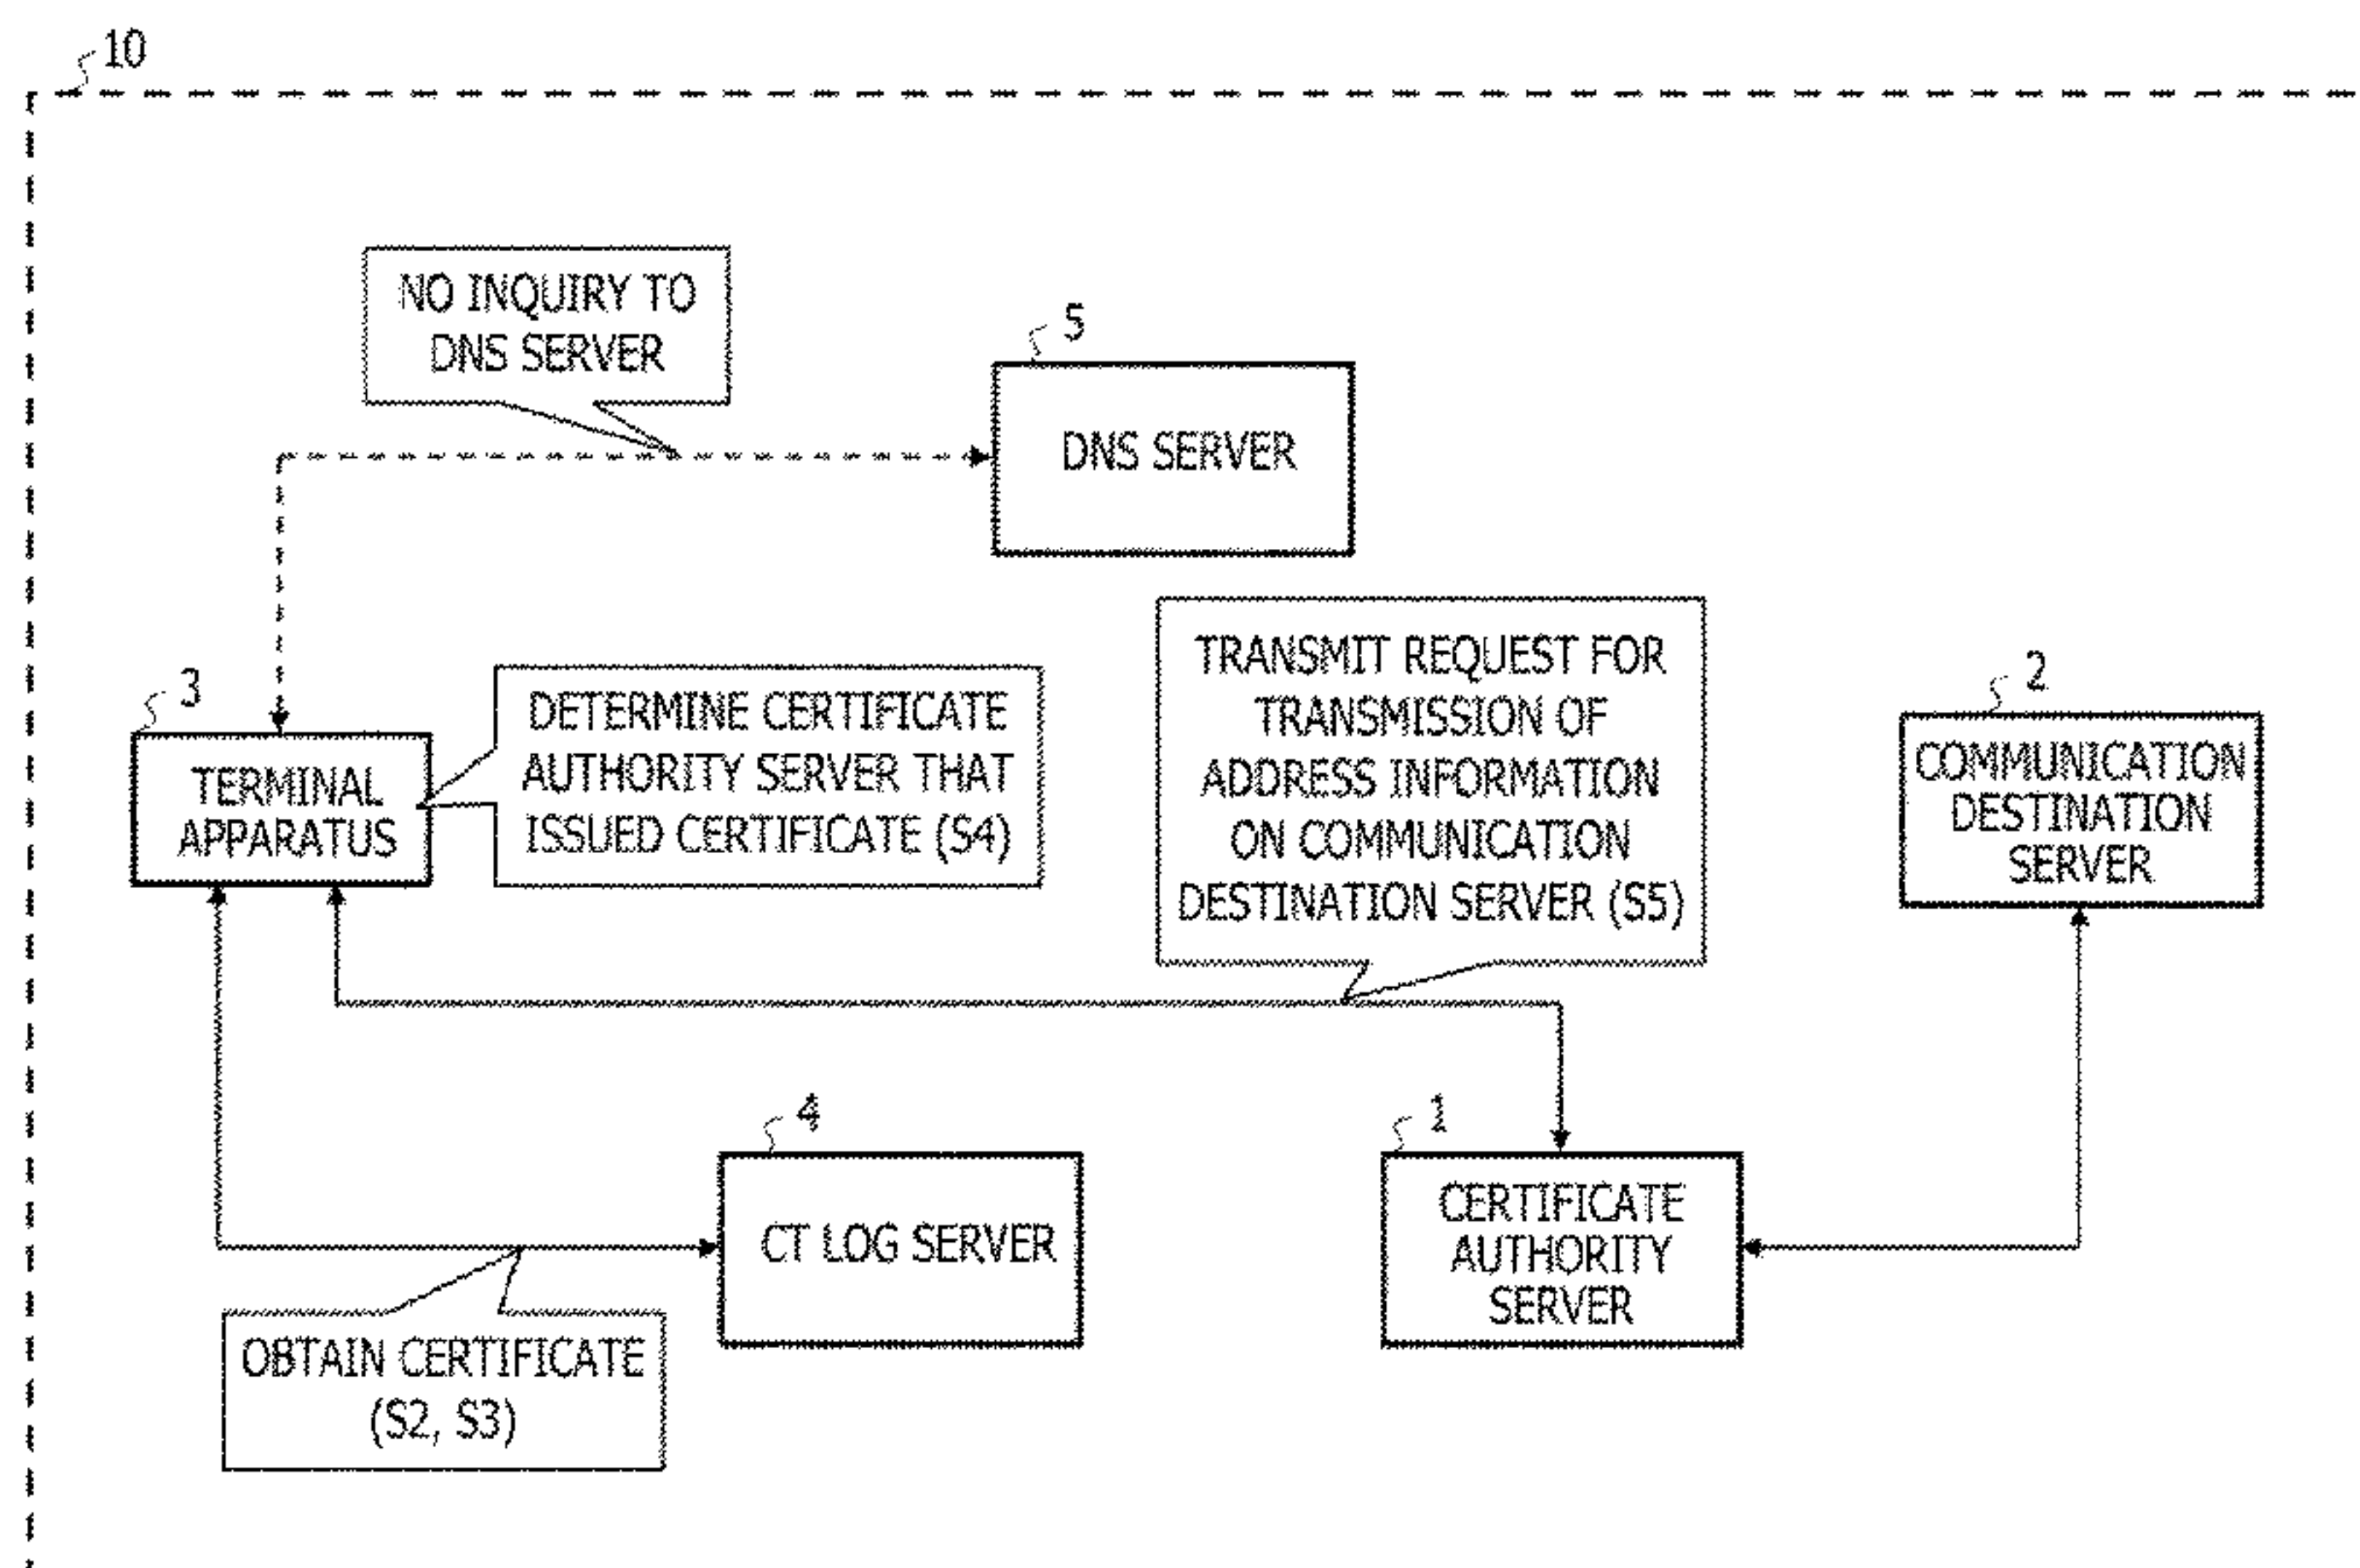 10
NO INQUIRY TO
DNS SERVER
5
DNS SERVER
3
TERMINAL
APPARATUS
DETERMINE CERTIFICATE
AUTHORITY SERVER THAT
ISSUED CERTIFICATE (S4)
TRANSMIT REQUEST FOR
TRANSMISSION OF
ADDRESS INFORMATION
ON COMMUNICATION
DESTINATION SERVER (S5)
2
COMMUNICATION
DESTINATION
SERVER
4
CT LOG SERVER
1
CERTIFICATE
AUTHORITY
SERVER
OBTAIN CERTIFICATE
(S2, S3)